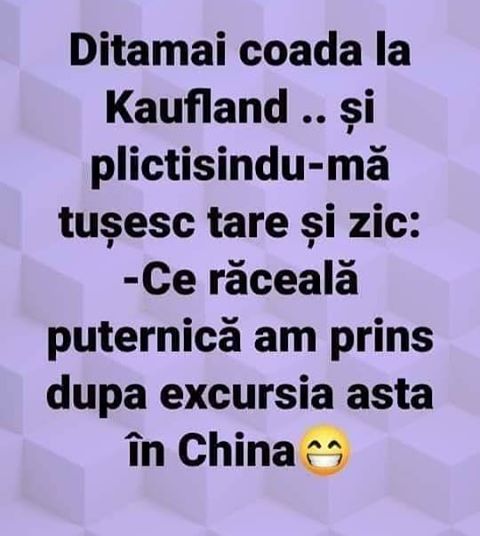 Ditamai coada la
Kaufland .. și
plictisindu-mă
tușesc tare și zic:
-Ce răceală
puternică am prins
dupa excursia asta
în China😁